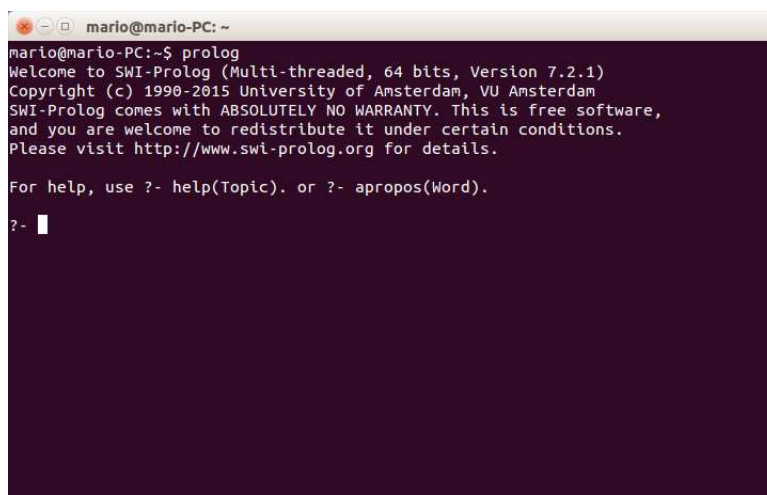 mario@mario-PC: ~
mario@mario-PC:~$ prolog
Welcome to SWI-Prolog (Multi-threaded, 64 bits, Version 7.2.1)
Copyright (c) 1990-2015 University of Amsterdam, VU Amsterdam
SWI-Prolog comes with ABSOLUTELY NO WARRANTY. This is free software,
and you are welcome to redistribute it under certain conditions.
Please visit http://www.swi-prolog.org for details.
For help, use ?- help(Topic). or ?- apropos(Word).
?-